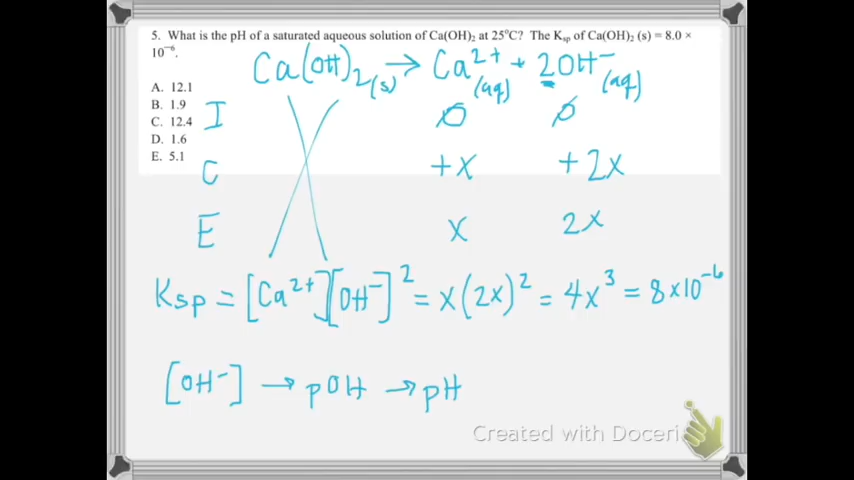 5. What is the pH of a saturated aqueous solution of Ca(OH)₂ at 25°C? The Ksp of Ca(OH)₂ (s) = 8.0 ×
10⁻⁶.
Ca(OH)₂(s) → Ca²⁺(aq) + 2OH⁻(aq)
A. 12.1
B. 1.9
C. 12.4
D. 1.6
E. 5.1
I 0 0
C +x +2x
E x 2x
Ksp = [Ca²⁺][OH⁻]² = x(2x)² = 4x³ = 8×10⁻⁶
[OH⁻] → pOH → pH
Created with Doceri